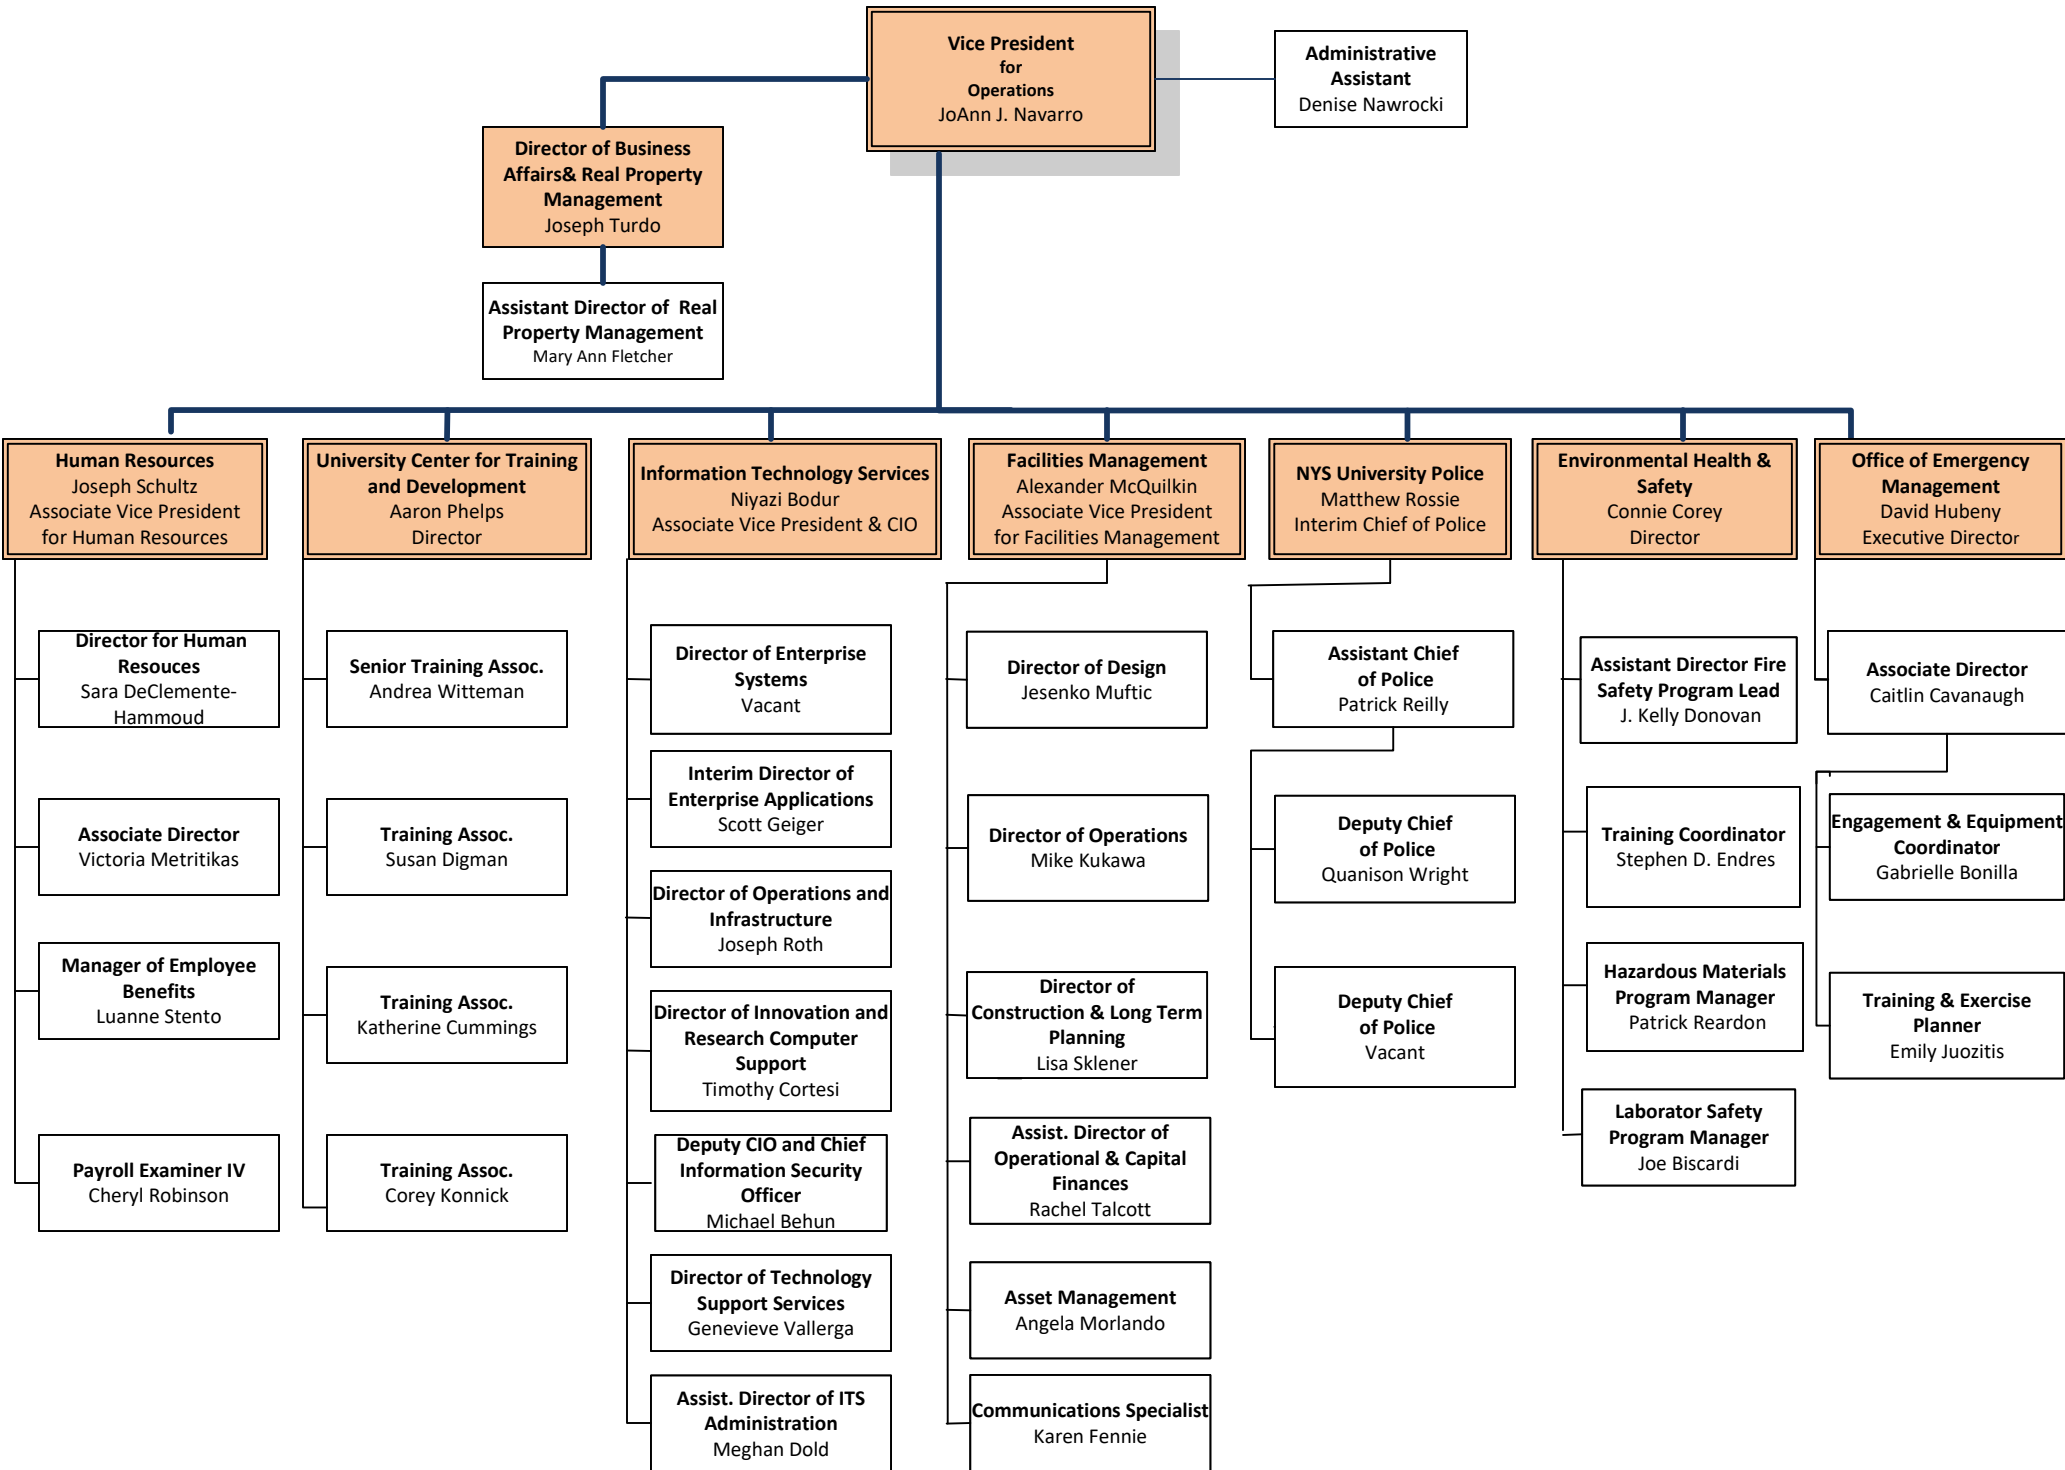 Vice President
for
Operations
JoAnn J. Navarro
Administrative
Assistant
Denise Nawrocki
Director of Business
Affairs& Real Property
Management
Joseph Turdo
Assistant Director of  Real
Property Management
Mary Ann Fletcher
Human Resources
Joseph Schultz
Associate Vice President
for Human Resources
University Center for Training
and Development
Aaron Phelps
Director
Information Technology Services
Niyazi Bodur
Associate Vice President & CIO
Facilities Management
Alexander McQuilkin
Associate Vice President
for Facilities Management
NYS University Police
Matthew Rossie
Interim Chief of Police
Environmental Health &
Safety
Connie Corey
Director
Office of Emergency
Management
David Hubeny
Executive Director
Director for Human
Resouces
Sara DeClemente-
Hammoud
Associate Director
Victoria Metritikas
Manager of Employee
Benefits
Luanne Stento
Payroll Examiner IV
Cheryl Robinson
Senior Training Assoc.
Andrea Witteman
Training Assoc.
Susan Digman
Training Assoc.
Katherine Cummings
Training Assoc.
Corey Konnick
Director of Enterprise
Systems
Vacant
Interim Director of
Enterprise Applications
Scott Geiger
Director of Operations and
Infrastructure
Joseph Roth
Director of Innovation and
Research Computer
Support
Timothy Cortesi
Deputy CIO and Chief
Information Security
Officer
Michael Behun
Director of Technology
Support Services
Genevieve Vallerga
Assist. Director of ITS
Administration
Meghan Dold
Director of Design
Jesenko Muftic
Director of Operations
Mike Kukawa
Director of
Construction & Long Term
Planning
Lisa Sklener
Assist. Director of
Operational & Capital
Finances
Rachel Talcott
Asset Management
Angela Morlando
Communications Specialist
Karen Fennie
Assistant Chief
of Police
Patrick Reilly
Deputy Chief
of Police
Quanison Wright
Deputy Chief
of Police
Vacant
Assistant Director Fire
Safety Program Lead
J. Kelly Donovan
Training Coordinator
Stephen D. Endres
Hazardous Materials
Program Manager
Patrick Reardon
Laborator Safety
Program Manager
Joe Biscardi
Associate Director
Caitlin Cavanaugh
Engagement & Equipment
Coordinator
Gabrielle Bonilla
Training & Exercise
Planner
Emily Juozitis